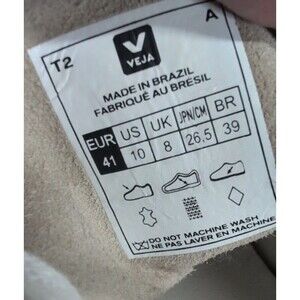 T2 A
VEJA
MADE IN BRAZIL
FABRIQUÉ AU BRÉSIL
EUR US UK JPN/CM BR
41 10 8 26.5 39
DO NOT MACHINE WASH
NE PAS LAVER EN MACHINE